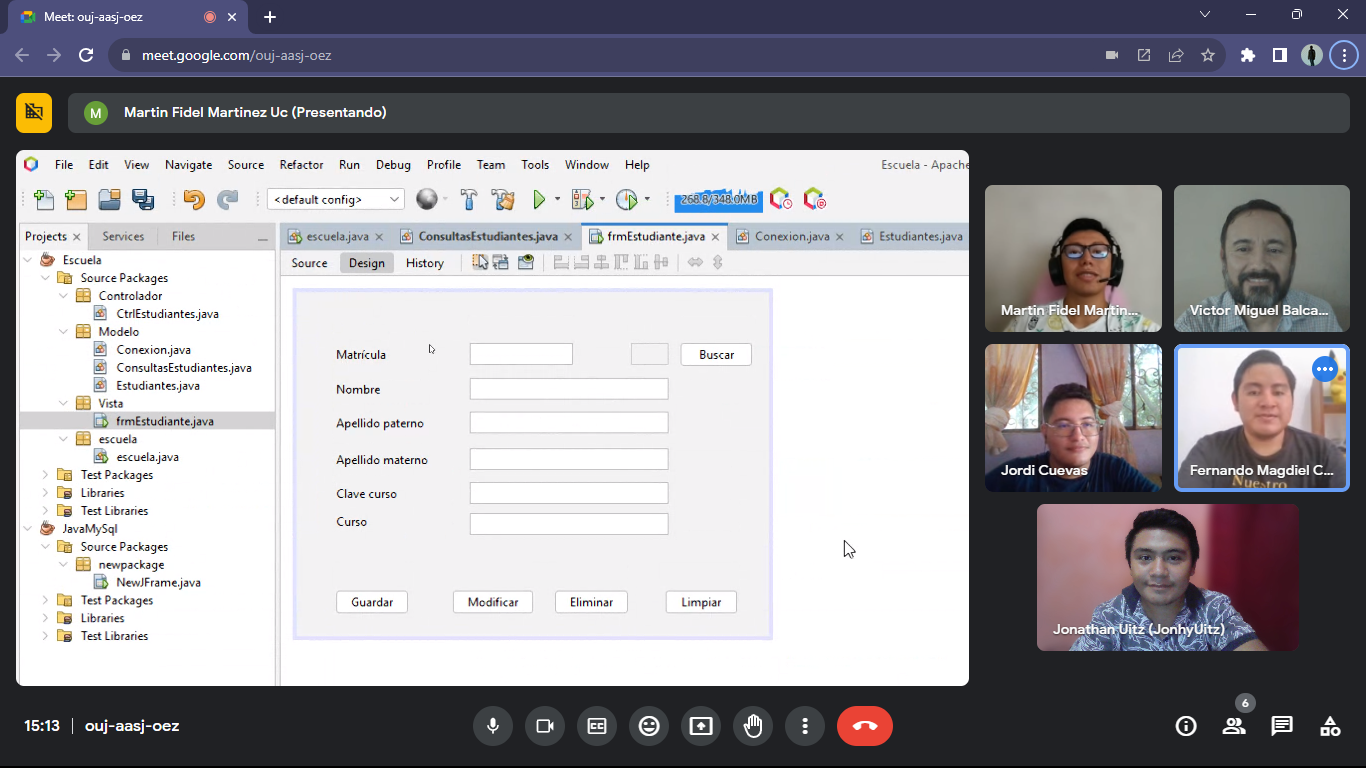 Meet: ouj-aasj-oez
meet.google.com/ouj-aasj-oez
M Martin Fidel Martinez Uc (Presentando)
File Edit View Navigate Source Refactor Run Debug Profile Team Tools Window Help Escuela - Apache
<default config> 268.8/348.0MB
Projects Services Files
escuela.java ConsultasEstudiantes.java frmEstudiante.java Conexion.java Estudiantes.java
Source Design History
Escuela
Source Packages
Controlador
CtrlEstudiantes.java
Modelo
Conexion.java
ConsultasEstudiantes.java
Estudiantes.java
Vista
frmEstudiante.java
escuela
escuela.java
Test Packages
Libraries
Test Libraries
JavaMySql
Source Packages
newpackage
NewJFrame.java
Test Packages
Libraries
Test Libraries
Matrícula Buscar
Nombre
Apellido paterno
Apellido materno
Clave curso
Curso
Guardar Modificar Eliminar Limpiar
Martin Fidel Martin...
Victor Miguel Balca...
Jordi Cuevas
Fernando Magdiel C...
Nuestro
Jonathan Uitz (JonhyUitz)
15:13 ouj-aasj-oez
6